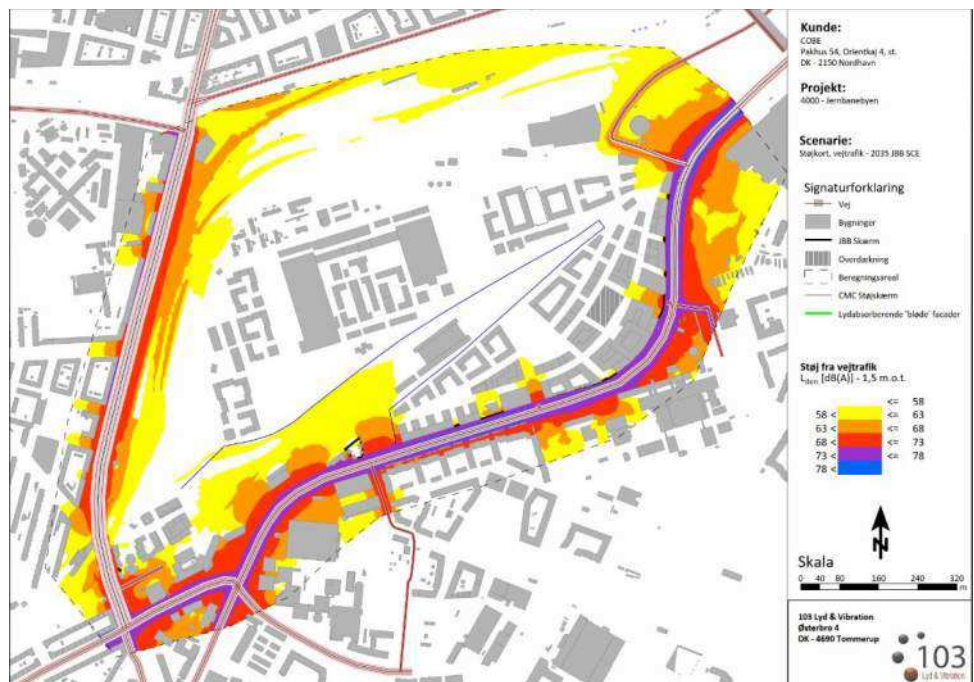 Kunde:
COBE
Pakhus 54, Orientkaj 4, st.
DK - 2150 Nordhavn
Projekt:
4000 - Jernbanebyen
Scenarie:
Støjkort, vejtrafik - 2035 JBB SCE
Signaturforklaring
Vej
Bygninger
JBB Skærm
Overdækning
Beregningsareal
CMC Støjskærm
Lydabsorberende 'bløde' facader
Støj fra vejtrafik
Lden [dB(A)] - 1,5 m.o.t.
<= 58
58 < <= 63
63 < <= 68
68 < <= 73
73 < <= 78
78 <
N
Skala
0 40 80 160 240 320
m
103 Lyd & Vibration
Østerbro 4
DK - 4690 Tommerup
103
Lyd & Vibration